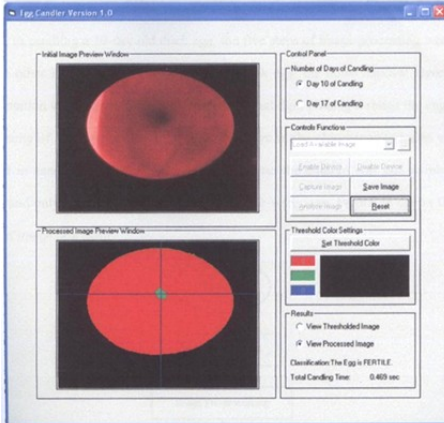 Egg Candler Version 1.0
Initial Image Preview Window
Control Panel
Number of Days of Candling
Day 10 of Candling
Day 17 of Candling
Controls Functions
Load Available Image
Enable Device
Disable Device
Capture Image
Save Image
Analyze Image
Reset
Processed Image Preview Window
Threshold Color Settings
Set Threshold Color
Results
View Thresholded Image
View Processed Image
Classification:The Egg is FERTILE.
Total Candling Time: 0.469 sec